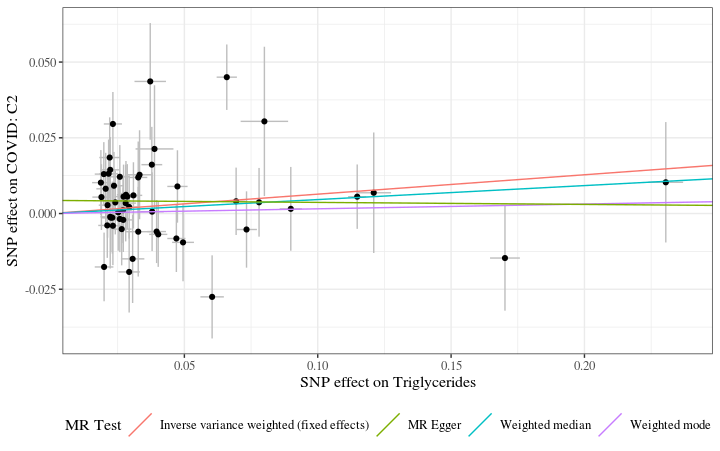 SNP effect on COVID: C2
0.050
0.025
0.000
-0.025
0.05 0.10 0.15 0.20
SNP effect on Triglycerides
MR Test Inverse variance weighted (fixed effects) MR Egger Weighted median Weighted mode